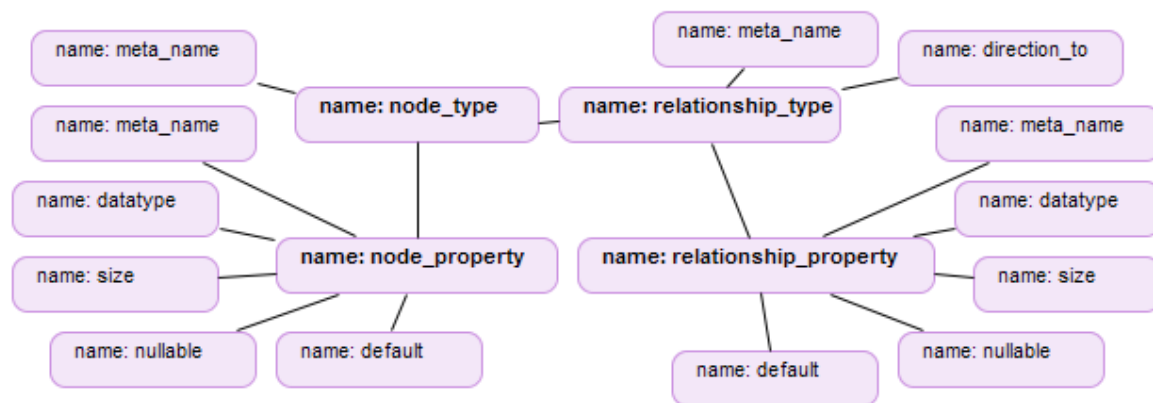 name: meta_name
name: meta_name
name: direction_to
name: node_type
name: relationship_type
name: meta_name
name: meta_name
name: datatype
name: datatype
name: node_property
name: relationship_property
name: size
name: size
name: nullable
name: default
name: default
name: nullable